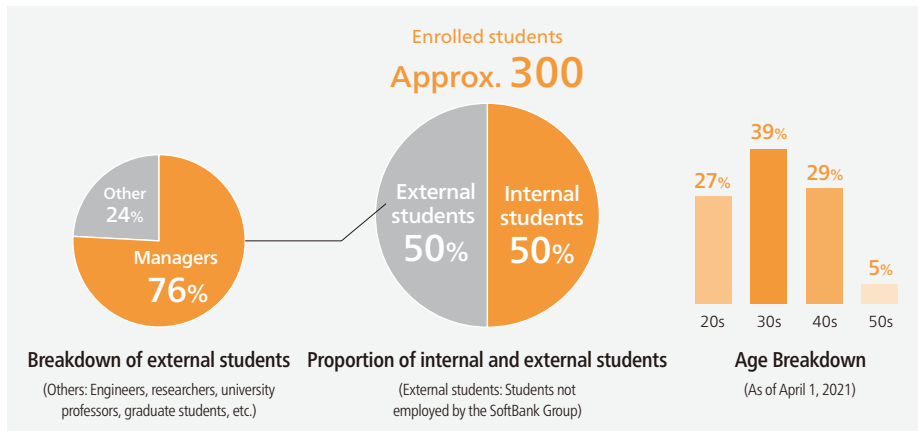 Enrolled students
Approx. 300
Other
24%
Managers
76%
External
students
50%
Internal
students
50%
27%
39%
29%
5%
20s
30s
40s
50s
Breakdown of external students
(Others: Engineers, researchers, university
professors, graduate students, etc.)
Proportion of internal and external students
(External students: Students not
employed by the SoftBank Group)
Age Breakdown
(As of April 1, 2021)